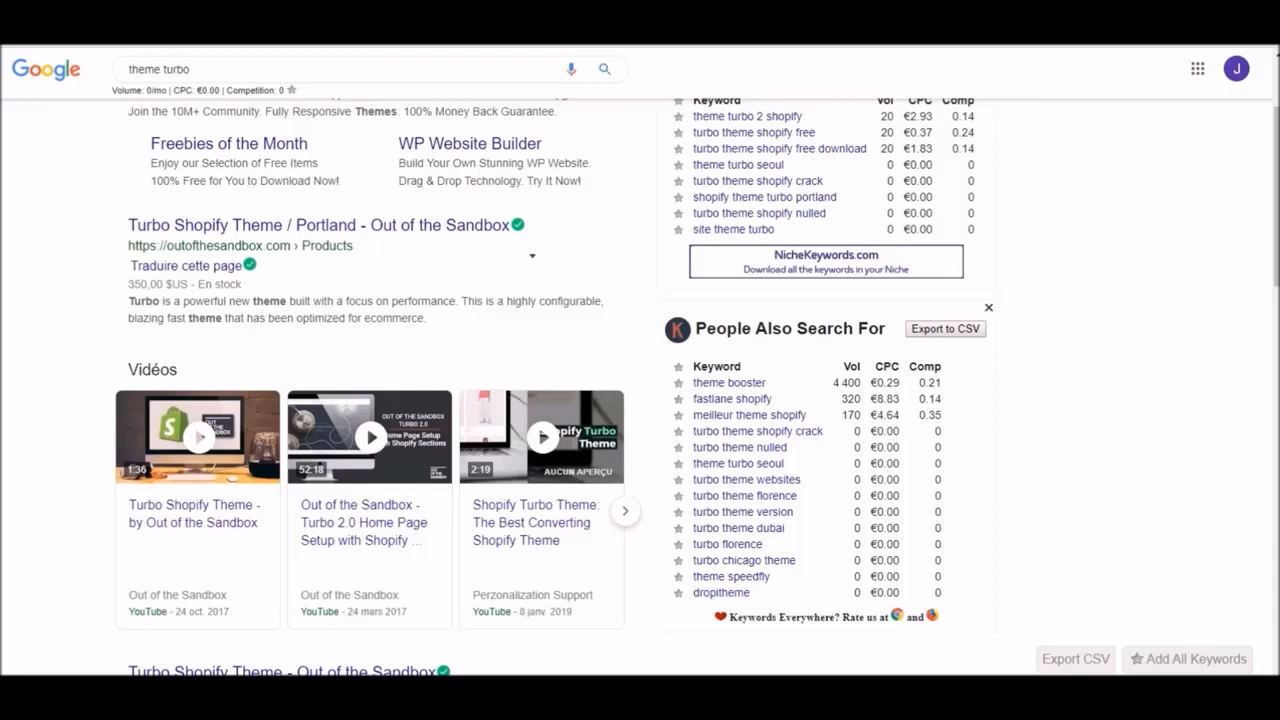 Google
theme turbo
J
Volume: 0/mo | CPC: €0.00 | Competition: 0
Join the 10M+ Community. Fully Responsive Themes. 100% Money Back Guarantee.
Freebies of the Month
Enjoy our Selection of Free Items
100% Free for You to Download Now!
WP Website Builder
Build Your Own Stunning WP Website.
Drag & Drop Technology. Try It Now!
Turbo Shopify Theme / Portland - Out of the Sandbox
https://outofthesandbox.com › Products
Traduire cette page
350,00 $US - En stock
Turbo is a powerful new theme built with a focus on performance. This is a highly configurable,
blazing fast theme that has been optimized for ecommerce.
Vidéos
1:36
Turbo Shopify Theme -
by Out of the Sandbox
Out of the Sandbox
YouTube - 24 oct. 2017
OUT OF THE SANDBOX
TURBO 2.0
Home Page Setup
with Shopify Sections
52:18
Out of the Sandbox -
Turbo 2.0 Home Page
Setup with Shopify ...
Out of the Sandbox
YouTube - 24 mars 2017
Shopify Turbo
Theme
2:19
AUCUN APERÇU
Shopify Turbo Theme:
The Best Converting
Shopify Theme
Perzonalization Support
YouTube - 8 janv. 2019
Turbo Shopify Theme - Out of the Sandbox
Keyword Vol CPC Comp
theme turbo 2 shopify 20 €2.93 0.14
turbo theme shopify free 20 €0.37 0.24
turbo theme shopify free download 20 €1.83 0.14
theme turbo seoul 0 €0.00 0
turbo theme shopify crack 0 €0.00 0
shopify theme turbo portland 0 €0.00 0
turbo theme shopify nulled 0 €0.00 0
site theme turbo 0 €0.00 0
NicheKeywords.com
Download all the keywords in your Niche
K People Also Search For Export to CSV
Keyword Vol CPC Comp
theme booster 4 400 €0.29 0.21
fastlane shopify 320 €8.83 0.14
meilleur theme shopify 170 €4.64 0.35
turbo theme shopify crack 0 €0.00 0
turbo theme nulled 0 €0.00 0
theme turbo seoul 0 €0.00 0
turbo theme websites 0 €0.00 0
turbo theme florence 0 €0.00 0
turbo theme version 0 €0.00 0
turbo theme dubai 0 €0.00 0
turbo florence 0 €0.00 0
turbo chicago theme 0 €0.00 0
theme speedfly 0 €0.00 0
dropitheme 0 €0.00 0
Keywords Everywhere? Rate us at and
Export CSV
Add All Keywords